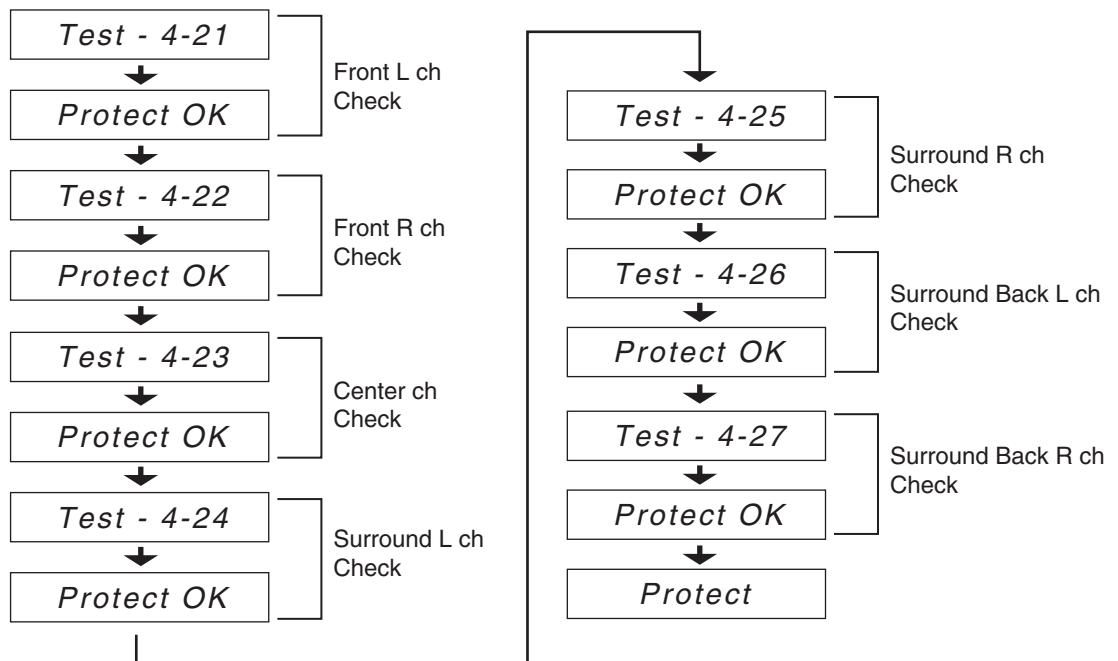 Test - 4-21
Protect OK
Front L ch
Check
Test - 4-22
Protect OK
Front R ch
Check
Test - 4-23
Protect OK
Center ch
Check
Test - 4-24
Protect OK
Surround L ch
Check
Test - 4-25
Protect OK
Surround R ch
Check
Test - 4-26
Protect OK
Surround Back L ch
Check
Test - 4-27
Protect OK
Surround Back R ch
Check
Protect